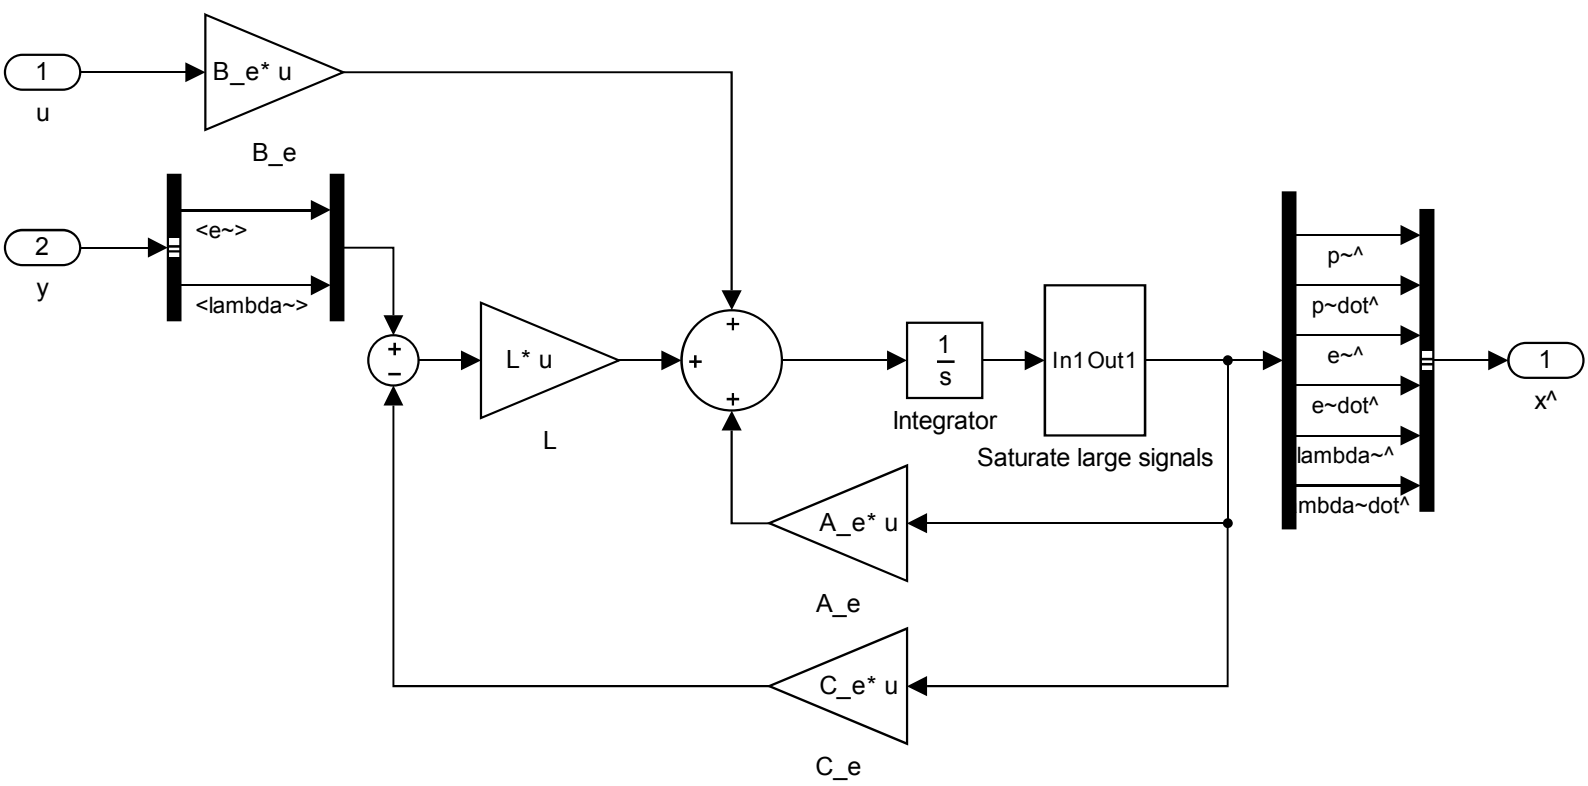 1
u
B_e* u
B_e
2
y
<e~>
<lambda~>
+
−
L* u
L
+
+
+
1
s
Integrator
In1 Out1
Saturate large signals
A_e* u
A_e
C_e* u
C_e
p~^
p~dot^
e~^
e~dot^
lambda~^
mbda~dot^
1
x^